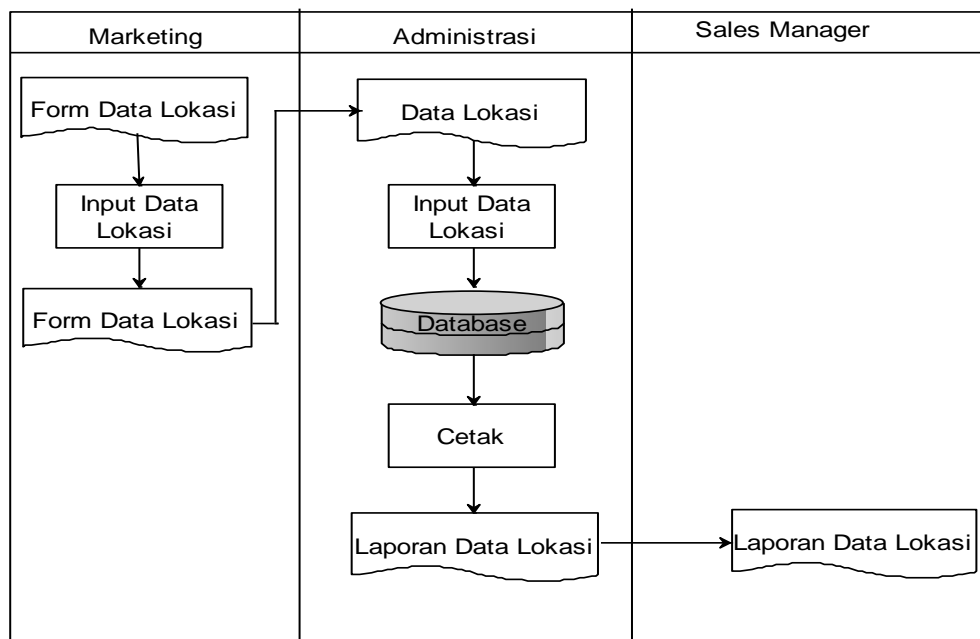 Marketing
Administrasi
Sales Manager
Form Data Lokasi
Input Data
Lokasi
Form Data Lokasi
Data Lokasi
Input Data
Lokasi
Database
Cetak
Laporan Data Lokasi
Laporan Data Lokasi